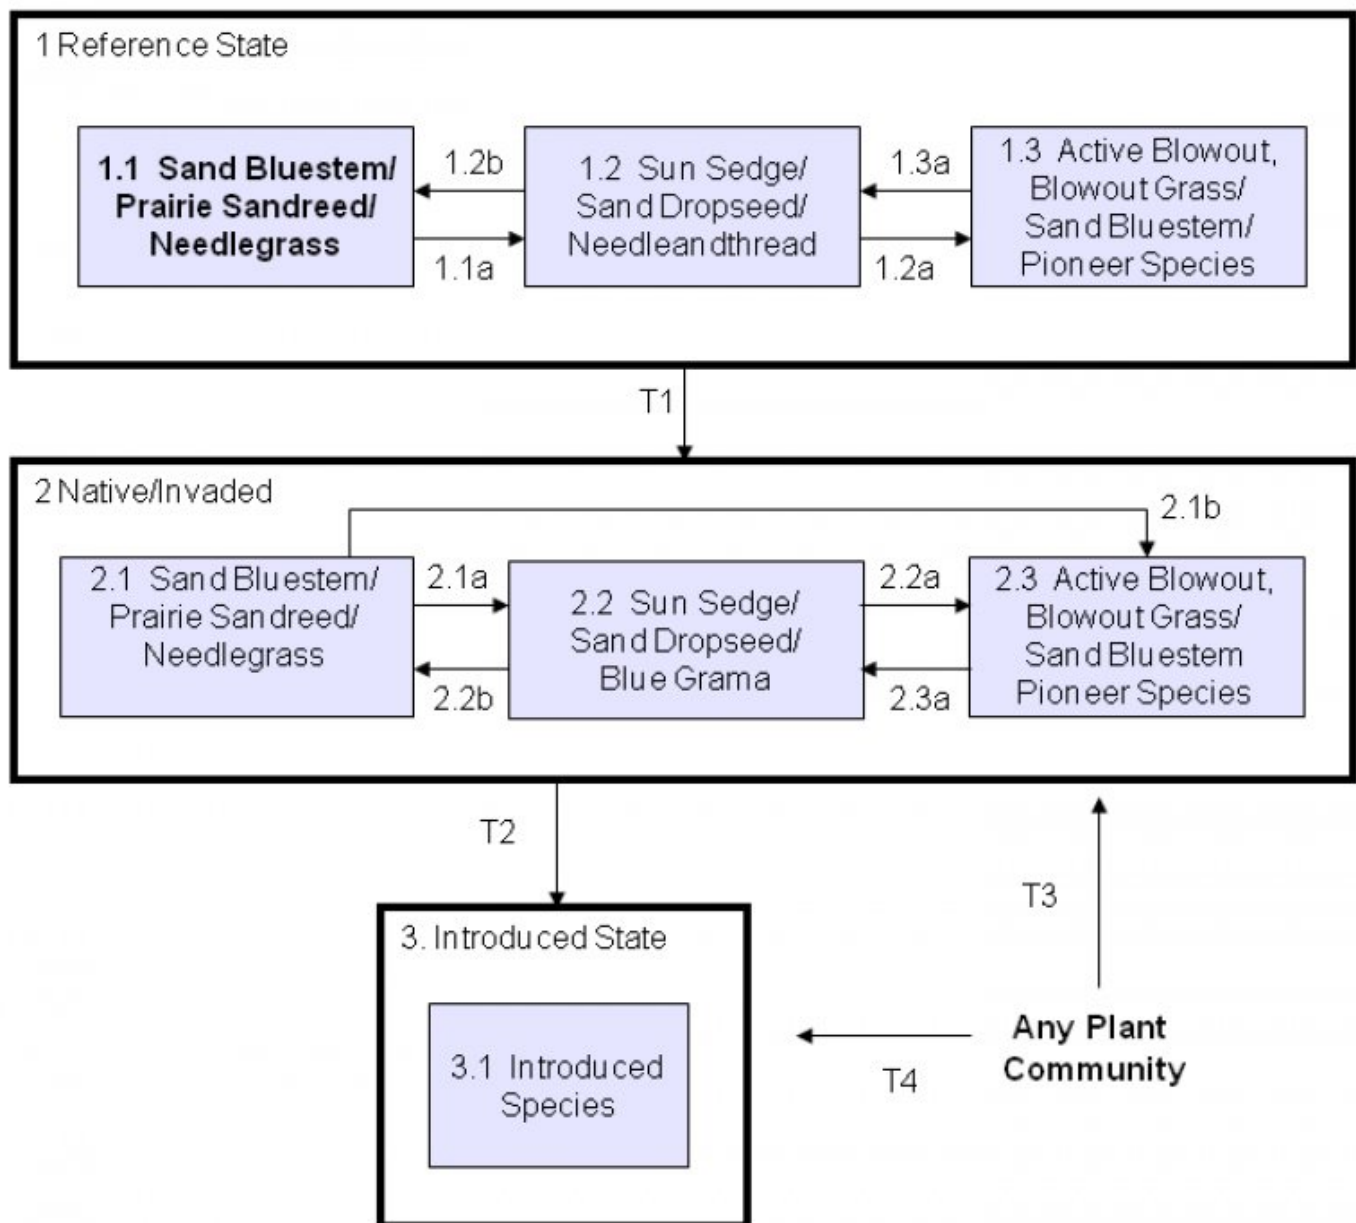 1 Reference State
1.1 Sand Bluestem/
Prairie Sandreed/
Needlegrass
1.2b
1.1a
1.2 Sun Sedge/
Sand Dropseed/
Needleandthread
1.3a
1.2a
1.3 Active Blowout,
Blowout Grass/
Sand Bluestem/
Pioneer Species
T1
2 Native/Invaded
2.1b
2.1 Sand Bluestem/
Prairie Sandreed/
Needlegrass
2.1a
2.2b
2.2 Sun Sedge/
Sand Dropseed/
Blue Grama
2.2a
2.3a
2.3 Active Blowout,
Blowout Grass/
Sand Bluestem
Pioneer Species
T2
T3
3. Introduced State
3.1 Introduced
Species
T4
Any Plant
Community